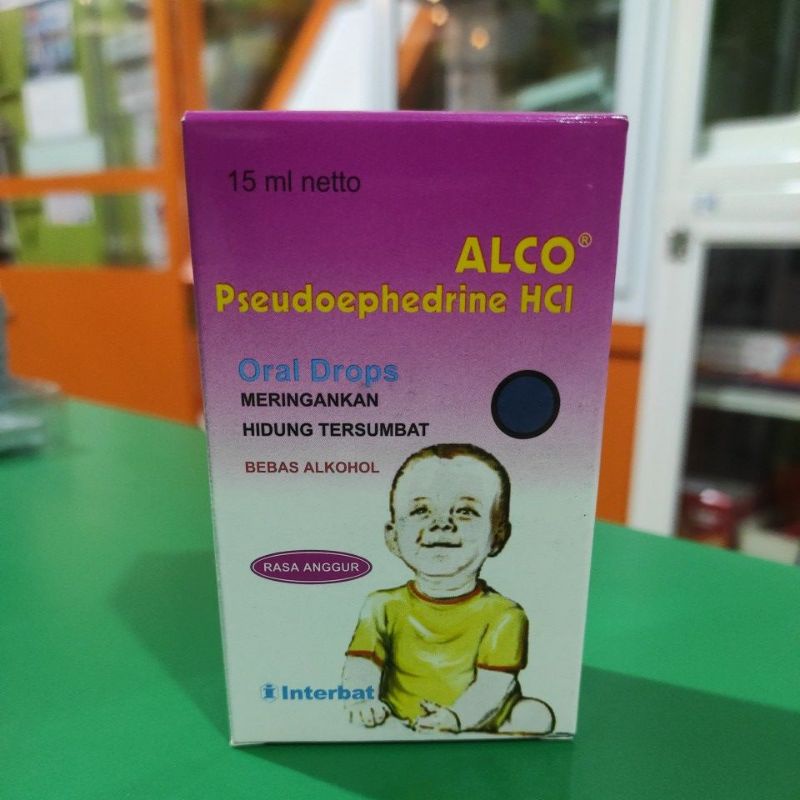 15 ml netto
ALCO®
Pseudoephedrine HCl
Oral Drops
MERINGANKAN
HIDUNG TERSUMBAT
BEBAS ALKOHOL
RASA ANGGUR
Interbat